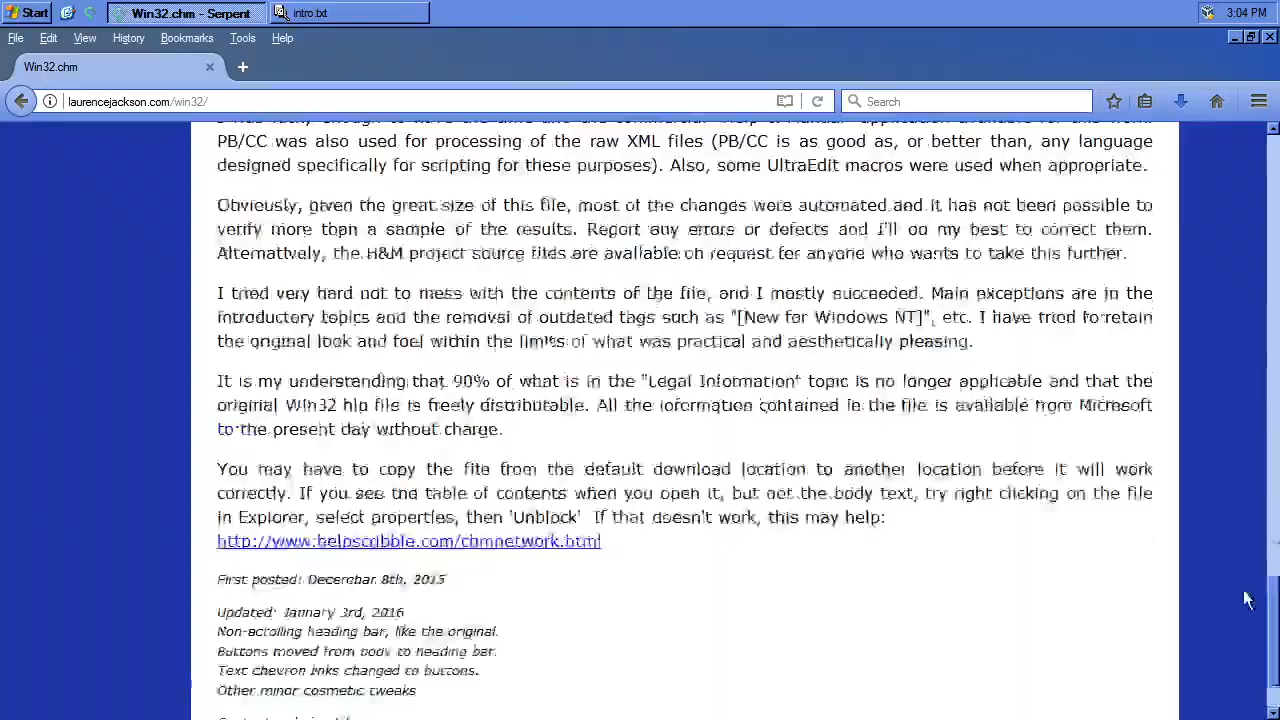 Start
Win32.chm - Serpent
intro.txt
3:04 PM
File Edit View History Bookmarks Tools Help
Win32.chm
laurencejackson.com/win32/
Search
PB/CC was also used for processing of the raw XML files (PB/CC is as good as, or better than, any language
designed specifically for scripting for these purposes). Also, some UltraEdit macros were used when appropriate.
Obviously, given the great size of this file, most of the changes were automated and it has not been possible to
verify more than a sample of the results. Report any errors or defects and I'll do my best to correct them.
Alternatively, the H&M project source files are available on request for anyone who wants to take this further.
I tried very hard not to mess with the contents of the file, and I mostly succeeded. Main exceptions are in the
introductory topics and the removal of outdated tags such as "[New for Windows NT]", etc. I have tried to retain
the original look and feel within the limits of what was practical and aesthetically pleasing.
It is my understanding that 90% of what is in the "Legal Information" topic is no longer applicable and that the
original Win32 hlp file is freely distributable. All the information contained in the file is available from Microsoft
to the present day without charge.
You may have to copy the file from the default download location to another location before it will work
correctly. If you see the table of contents when you open it, but not the body text, try right clicking on the file
in Explorer, select properties, then 'Unblock' If that doesn't work, this may help:
http://www.helpscribble.com/chmnetwork.html
First posted: December 8th, 2015
Updated: January 3rd, 2016
Non-scrolling heading bar, like the original.
Buttons moved from body to heading bar.
Text chevron links changed to buttons.
Other minor cosmetic tweaks